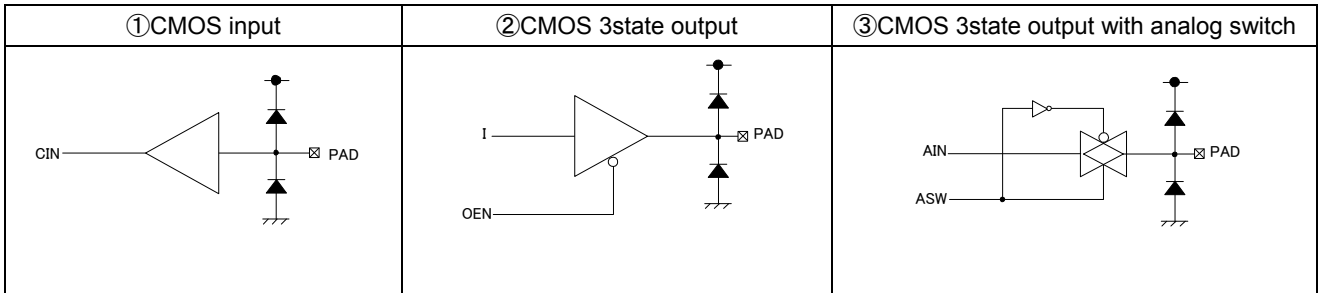 ①CMOS input
②CMOS 3state output
③CMOS 3state output with analog switch
CIN
PAD
I
PAD
OEN
AIN
PAD
ASW